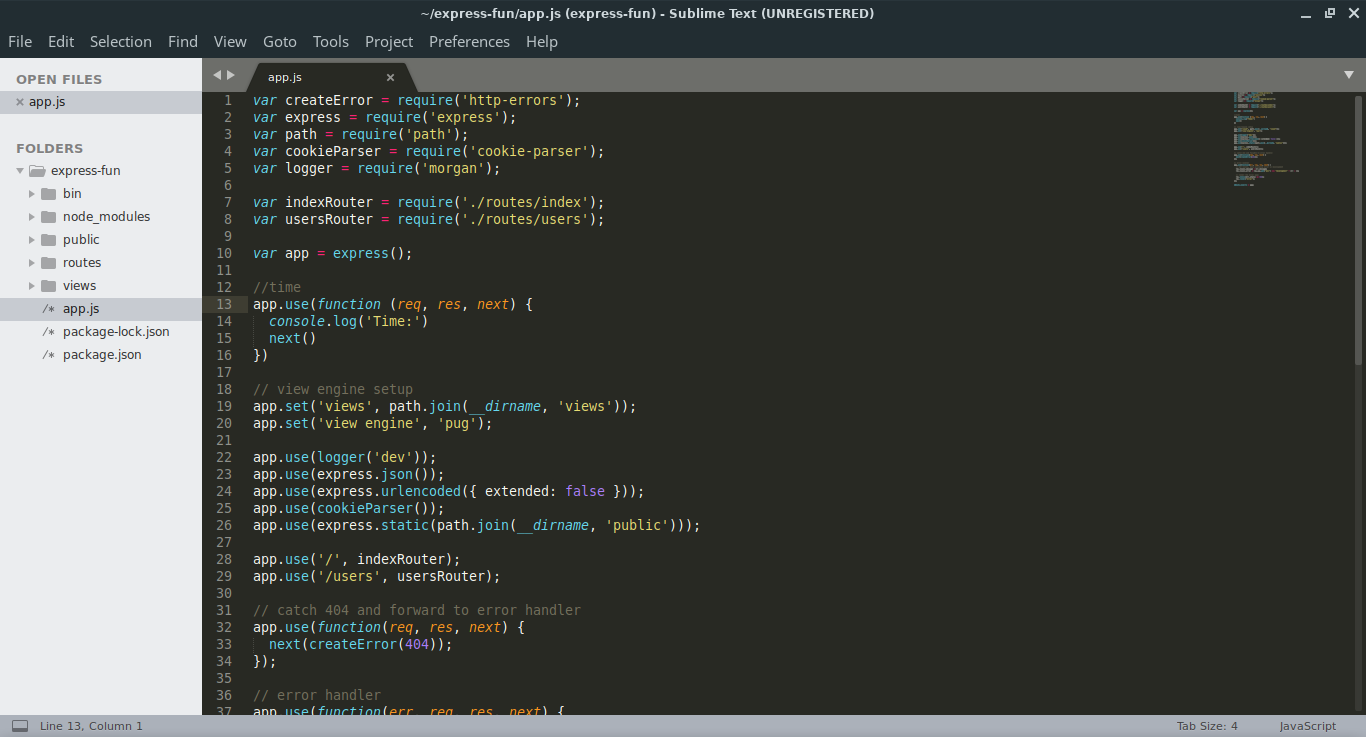 ~/express-fun/app.js (express-fun) - Sublime Text (UNREGISTERED)
File Edit Selection Find View Goto Tools Project Preferences Help
OPEN FILES
app.js
FOLDERS
express-fun
bin
node_modules
public
routes
views
/* app.js
/* package-lock.json
/* package.json
app.js
1 var createError = require('http-errors');
2 var express = require('express');
3 var path = require('path');
4 var cookieParser = require('cookie-parser');
5 var logger = require('morgan');
6
7 var indexRouter = require('./routes/index');
8 var usersRouter = require('./routes/users');
9
10 var app = express();
11
12 //time
13 app.use(function (req, res, next) {
14   console.log('Time:')
15   next()
16 })
17
18 // view engine setup
19 app.set('views', path.join(__dirname, 'views'));
20 app.set('view engine', 'pug');
21
22 app.use(logger('dev'));
23 app.use(express.json());
24 app.use(express.urlencoded({ extended: false }));
25 app.use(cookieParser());
26 app.use(express.static(path.join(__dirname, 'public')));
27
28 app.use('/', indexRouter);
29 app.use('/users', usersRouter);
30
31 // catch 404 and forward to error handler
32 app.use(function(req, res, next) {
33   next(createError(404));
34 });
35
36 // error handler
37 app.use(function(err, req, res, next) {
Line 13, Column 1
Tab Size: 4
JavaScript